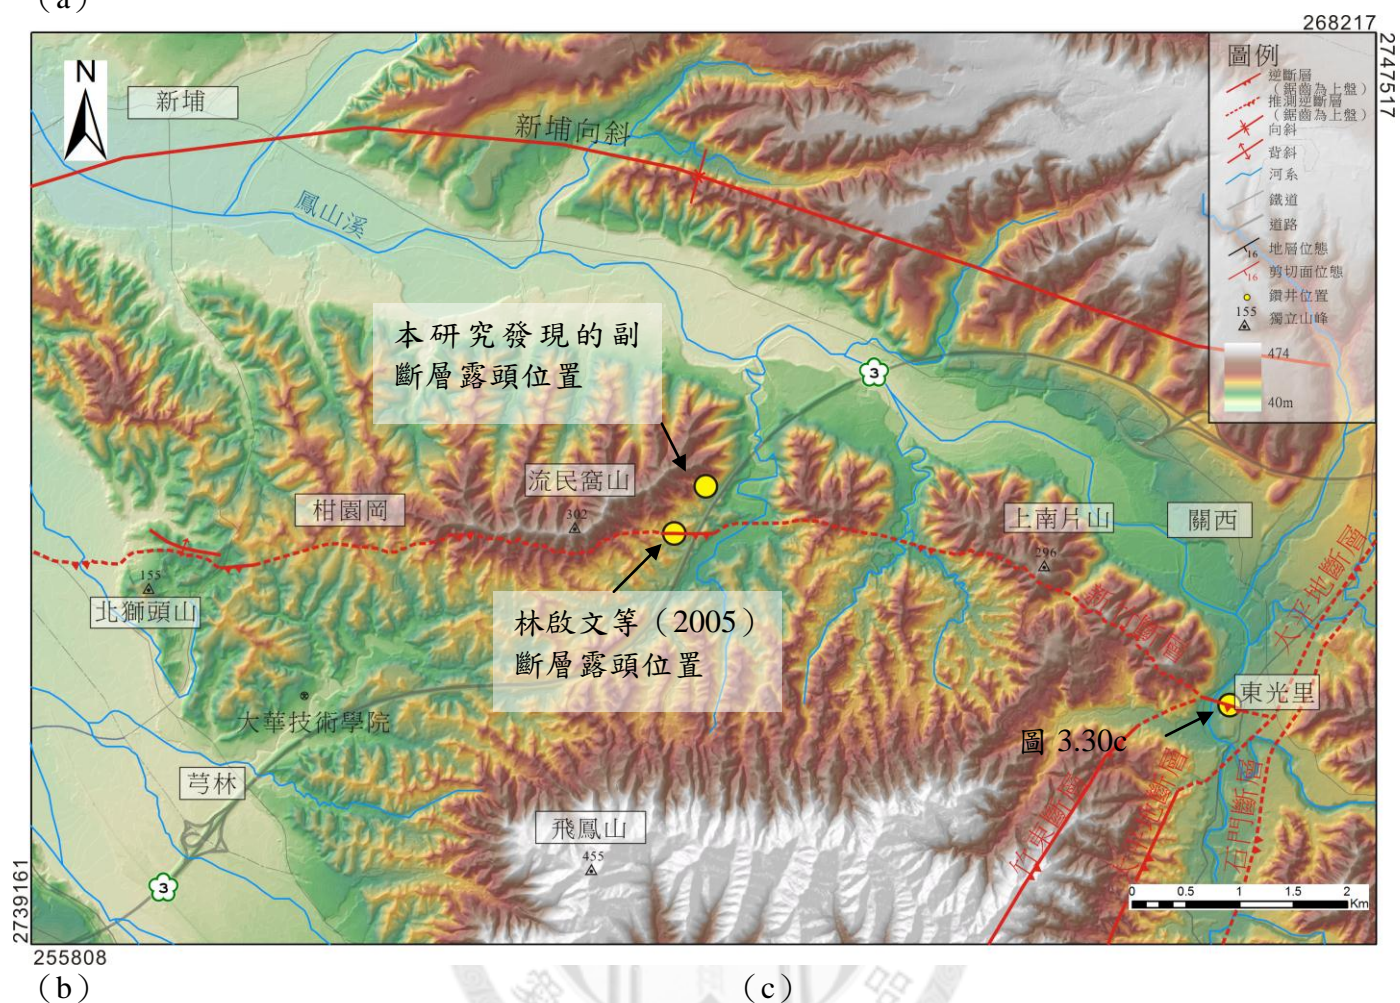 (a)
268217
2747517
N
新埔
新埔向斜
鳳山溪
圖例
逆斷層
(鋸齒為上盤)
推測逆斷層
(鋸齒為上盤)
向斜
背斜
河系
鐵道
道路
16 地層位態
16 剪切面位態
鑽井位置
155 獨立山峰
474
40m
本研究發現的副
斷層露頭位置
3
流民窩山
302
柑園岡
上南片山
296
關西
155
北獅頭山
林啟文等（2005）
斷層露頭位置
太平地斷層
東光里
圖 3.30c
大華技術學院
芎林
飛鳳山
455
竹東斷層
石門斷層
3
0 0.5 1 1.5 2
Km
2739161
255808
(b)
(c)